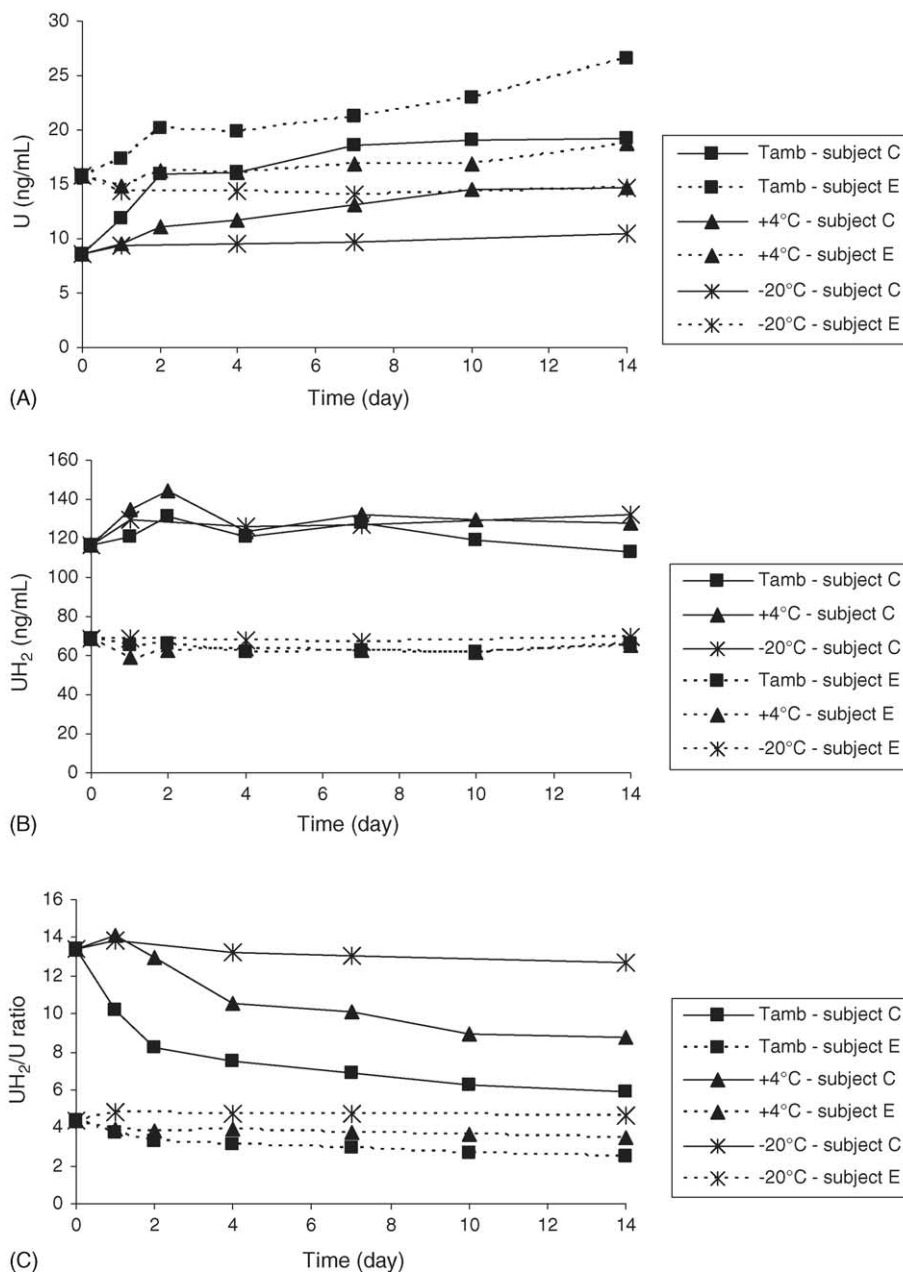 30
25
20
15
10
5
0
U (ng/mL)
0 2 4 6 8 10 12 14
Time (day)
(A)
Tamb - subject C
Tamb - subject E
+4°C - subject C
+4°C - subject E
-20°C - subject C
-20°C - subject E
160
140
120
100
80
60
40
20
0
UH₂ (ng/mL)
0 2 4 6 8 10 12 14
Time (day)
(B)
Tamb - subject C
+4°C - subject C
-20°C - subject C
Tamb - subject E
+4°C - subject E
-20°C - subject E
16
14
12
10
8
6
4
2
0
UH₂/U ratio
0 2 4 6 8 10 12 14
Time (day)
(C)
Tamb - subject C
Tamb - subject E
+4°C - subject C
+4°C - subject E
-20°C - subject C
-20°C - subject E